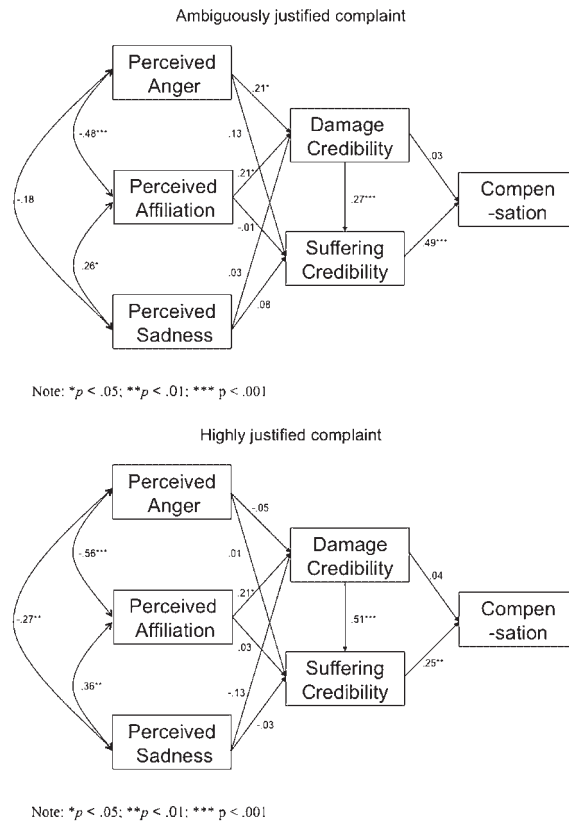 Ambiguously justified complaint
Perceived
Anger
.21*
Damage
Credibility
.13
-.48***
.03
.21*
Perceived
Affiliation
Compen
-sation
-.18
.27***
-.01
Suffering
Credibility
.49***
.26*
.03
.08
Perceived
Sadness
Note: *p < .05; **p < .01; *** p < .001
Highly justified complaint
Perceived
Anger
-.05
Damage
Credibility
.01
-.56***
.04
.21*
Perceived
Affiliation
Compen
-sation
-.27**
.51***
.03
Suffering
Credibility
.25**
.36**
-.13
-.03
Perceived
Sadness
Note: *p < .05; **p < .01; *** p < .001